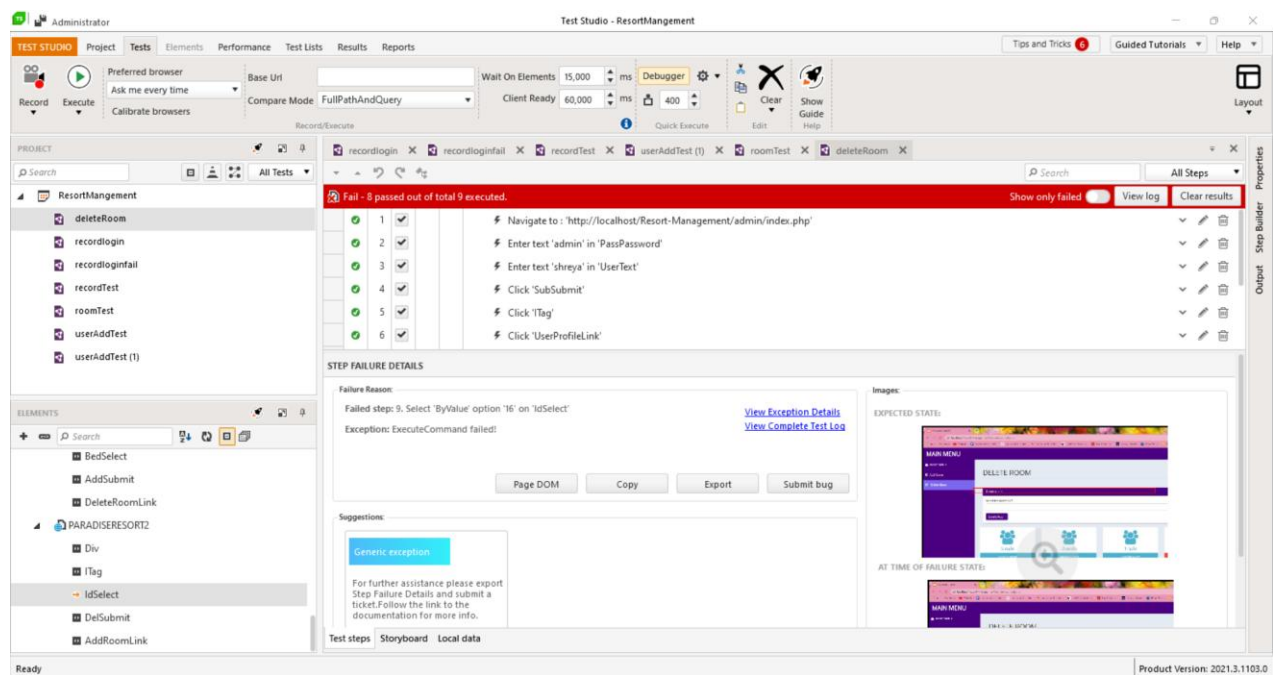 TS Administrator Test Studio - ResortMangement
TEST STUDIO Project Tests Elements Performance Test Lists Results Reports Tips and Tricks 6 Guided Tutorials Help
Record Execute
Preferred browser
Ask me every time
Calibrate browsers
Base Url
Compare Mode FullPathAndQuery
Wait On Elements 15,000 ms
Client Ready 60,000 ms
Debugger
400
Clear
Show
Guide
Layout
Record/Execute Quick Execute Edit Help
PROJECT
Search All Tests
ResortMangement
deleteRoom
recordlogin
recordloginfail
recordTest
roomTest
userAddTest
userAddTest (1)
ELEMENTS
Search
BedSelect
AddSubmit
DeleteRoomLink
PARADISERESORT2
Div
ITag
IdSelect
DelSubmit
AddRoomLink
recordlogin recordloginfail recordTest userAddTest (1) roomTest deleteRoom
Search All Steps
Fail - 8 passed out of total 9 executed. Show only failed View log Clear results
1 Navigate to : 'http://localhost/Resort-Management/admin/index.php'
2 Enter text 'admin' in 'PassPassword'
3 Enter text 'shreya' in 'UserText'
4 Click 'SubSubmit'
5 Click 'ITag'
6 Click 'UserProfileLink'
STEP FAILURE DETAILS
Failure Reason:
Failed step: 9. Select 'ByValue' option '16' on 'IdSelect' View Exception Details
Exception: ExecuteCommand failed! View Complete Test Log
Page DOM Copy Export Submit bug
Suggestions:
Generic exception
For further assistance please export
Step Failure Details and submit a
ticket.Follow the link to the
documentation for more info.
Images:
EXPECTED STATE:
MAIN MENU
DELETE ROOM
AT TIME OF FAILURE STATE:
MAIN MENU
Test steps Storyboard Local data
Properties
Step Builder
Output
Ready Product Version: 2021.3.1103.0